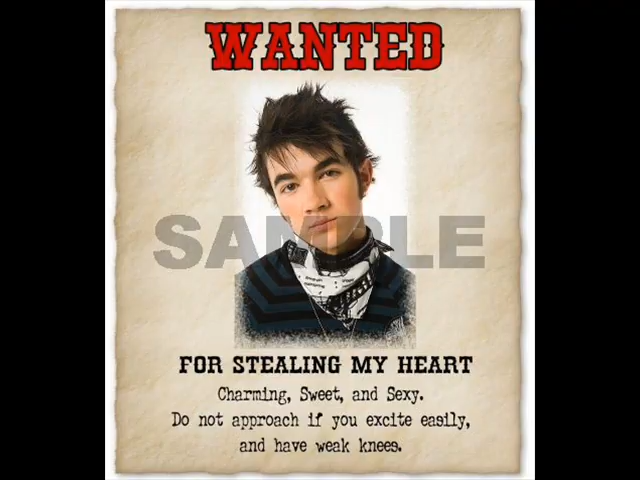 WANTED
SAMPLE
FOR STEALING MY HEART
Charming, Sweet, and Sexy.
Do not approach if you excite easily,
and have weak knees.